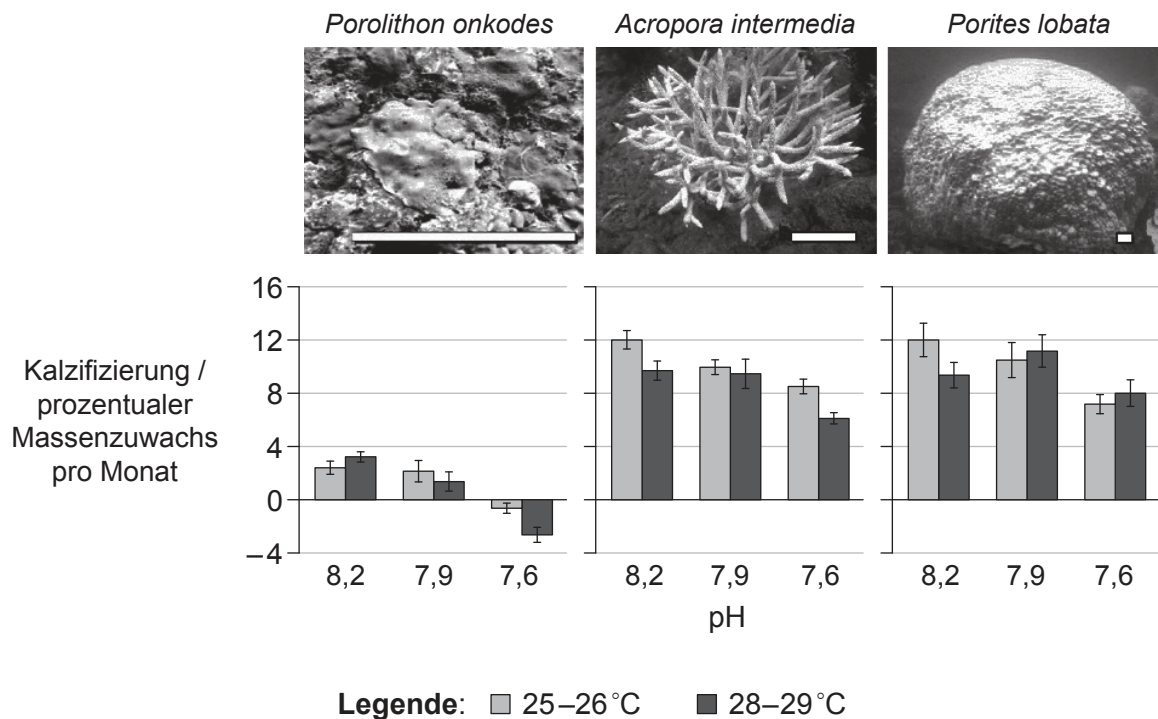 Porolithon onkodes
Acropora intermedia
Porites lobata
Kalzifizierung /
prozentualer
Massenzuwachs
pro Monat
16
12
8
4
0
–4
8,2 7,9 7,6
8,2 7,9 7,6
8,2 7,9 7,6
pH
Legende: 25–26 °C 28–29 °C